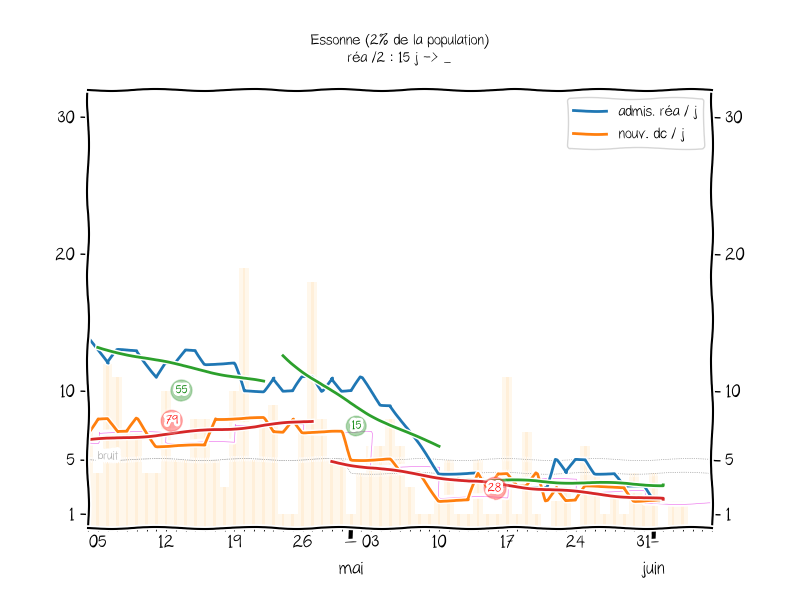 Essonne (2% de la population)
réa /2 : 15 j -> _
admis. réa / j
nouv. dc / j
30
30
20
20
10
10
5
5
1
1
55
79
15
28
bruit
05 12 19 26 03 10 17 24 31
mai juin